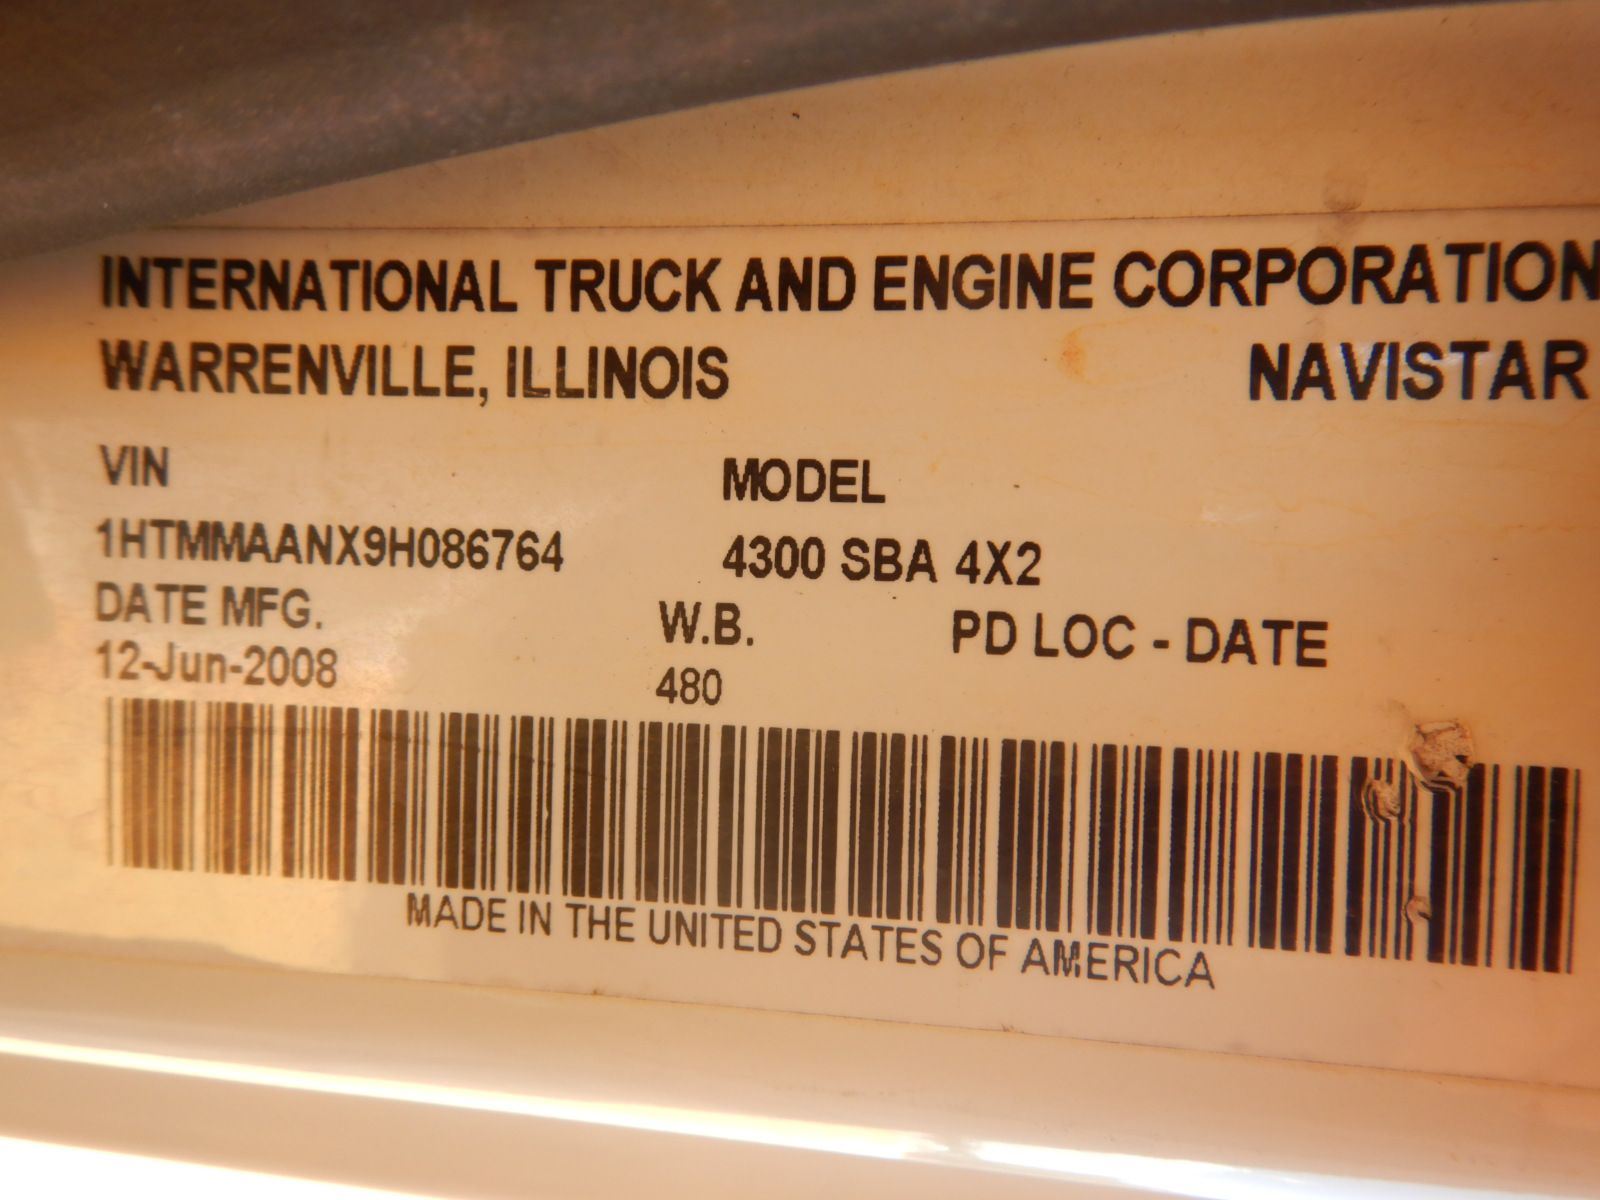 INTERNATIONAL TRUCK AND ENGINE CORPORATION
WARRENVILLE, ILLINOIS NAVISTAR
VIN MODEL
1HTMMAANX9H086764 4300 SBA 4X2
DATE MFG. W.B. PD LOC - DATE
12-Jun-2008 480
MADE IN THE UNITED STATES OF AMERICA